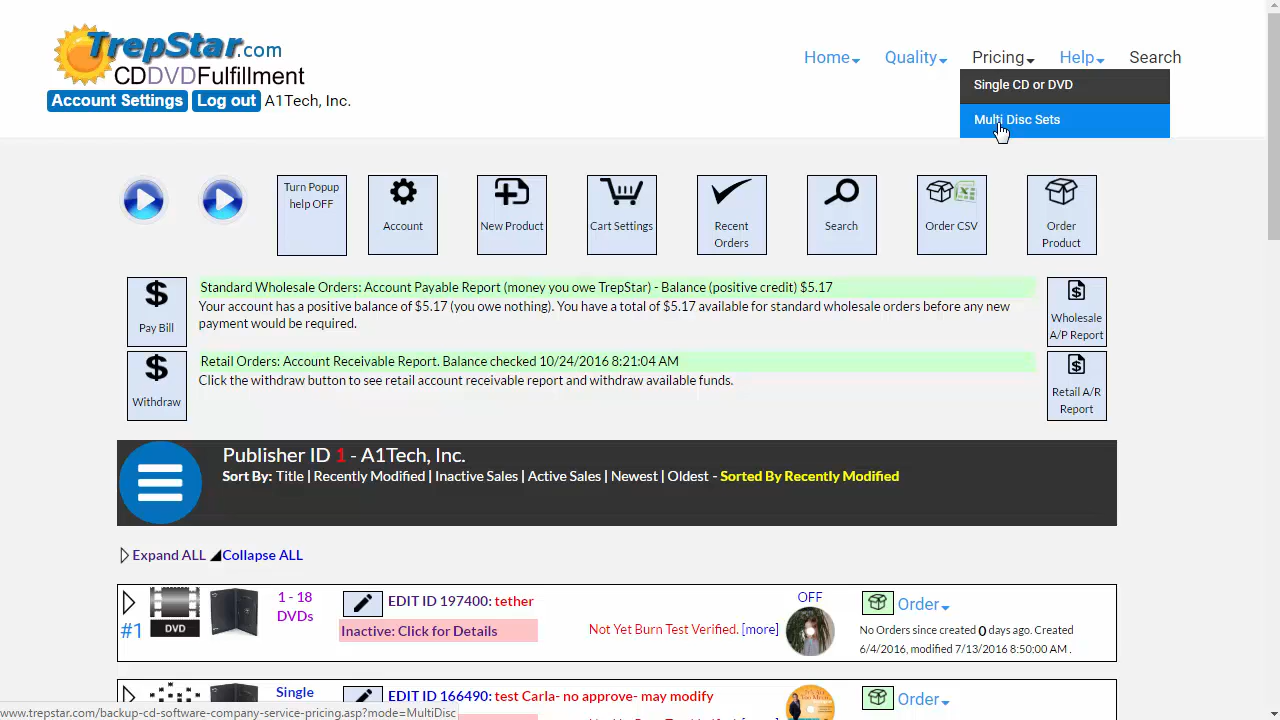 TrepStar.com
CDDVDFulfillment
Account Settings Log out A1Tech, Inc.
Home Quality Pricing Help Search
Single CD or DVD
Multi Disc Sets
Turn Popup
help OFF
Account
New Product
Cart Settings
Recent
Orders
Search
Order CSV
Order
Product
$
Pay Bill
Standard Wholesale Orders: Account Payable Report (money you owe TrepStar) - Balance (positive credit) $5.17
Your account has a positive balance of $5.17 (you owe nothing). You have a total of $5.17 available for standard wholesale orders before any new
payment would be required.
$
Wholesale
A/P Report
$
Withdraw
Retail Orders: Account Receivable Report. Balance checked 10/24/2016 8:21:04 AM
Click the withdraw button to see retail account receivable report and withdraw available funds.
$
Retail A/R
Report
Publisher ID 1 - A1Tech, Inc.
Sort By: Title | Recently Modified | Inactive Sales | Active Sales | Newest | Oldest - Sorted By Recently Modified
Expand ALL Collapse ALL
#1
DVD
1 - 18
DVDs
EDIT ID 197400: tether
Inactive: Click for Details
Not Yet Burn Test Verified. [more]
OFF
Order
No Orders since created 0 days ago. Created
6/4/2016, modified 7/13/2016 8:50:00 AM .
Single
EDIT ID 166490: test Carla- no approve- may modify
Order
www.trepstar.com/
cd-software-company-service-pricing.asp?mode=MultiDisc